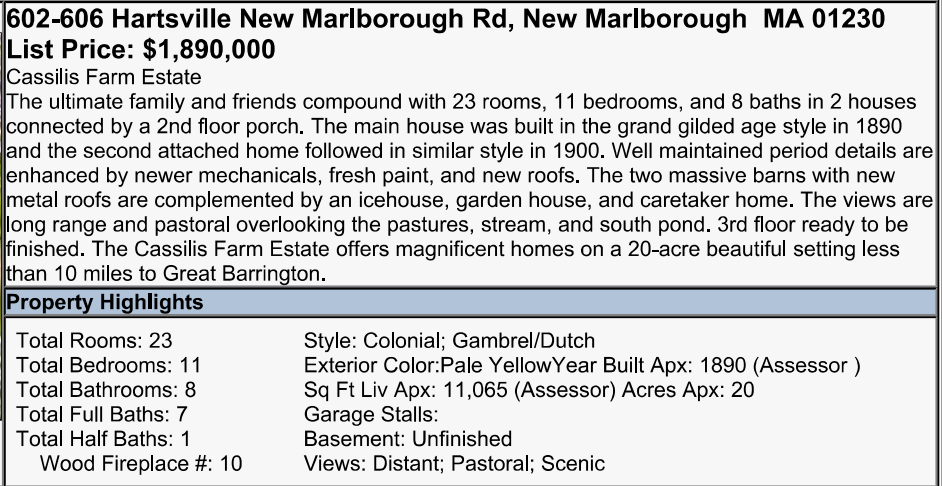 602-606 Hartsville New Marlborough Rd, New Marlborough MA 01230
List Price: $1,890,000
Cassilis Farm Estate
The ultimate family and friends compound with 23 rooms, 11 bedrooms, and 8 baths in 2 houses
connected by a 2nd floor porch. The main house was built in the grand gilded age style in 1890
and the second attached home followed in similar style in 1900. Well maintained period details are
enhanced by newer mechanicals, fresh paint, and new roofs. The two massive barns with new
metal roofs are complemented by an icehouse, garden house, and caretaker home. The views are
long range and pastoral overlooking the pastures, stream, and south pond. 3rd floor ready to be
finished. The Cassilis Farm Estate offers magnificent homes on a 20-acre beautiful setting less
than 10 miles to Great Barrington.
Property Highlights
Total Rooms: 23 Style: Colonial; Gambrel/Dutch
Total Bedrooms: 11 Exterior Color:Pale YellowYear Built Apx: 1890 (Assessor )
Total Bathrooms: 8 Sq Ft Liv Apx: 11,065 (Assessor) Acres Apx: 20
Total Full Baths: 7 Garage Stalls:
Total Half Baths: 1 Basement: Unfinished
Wood Fireplace #: 10 Views: Distant; Pastoral; Scenic